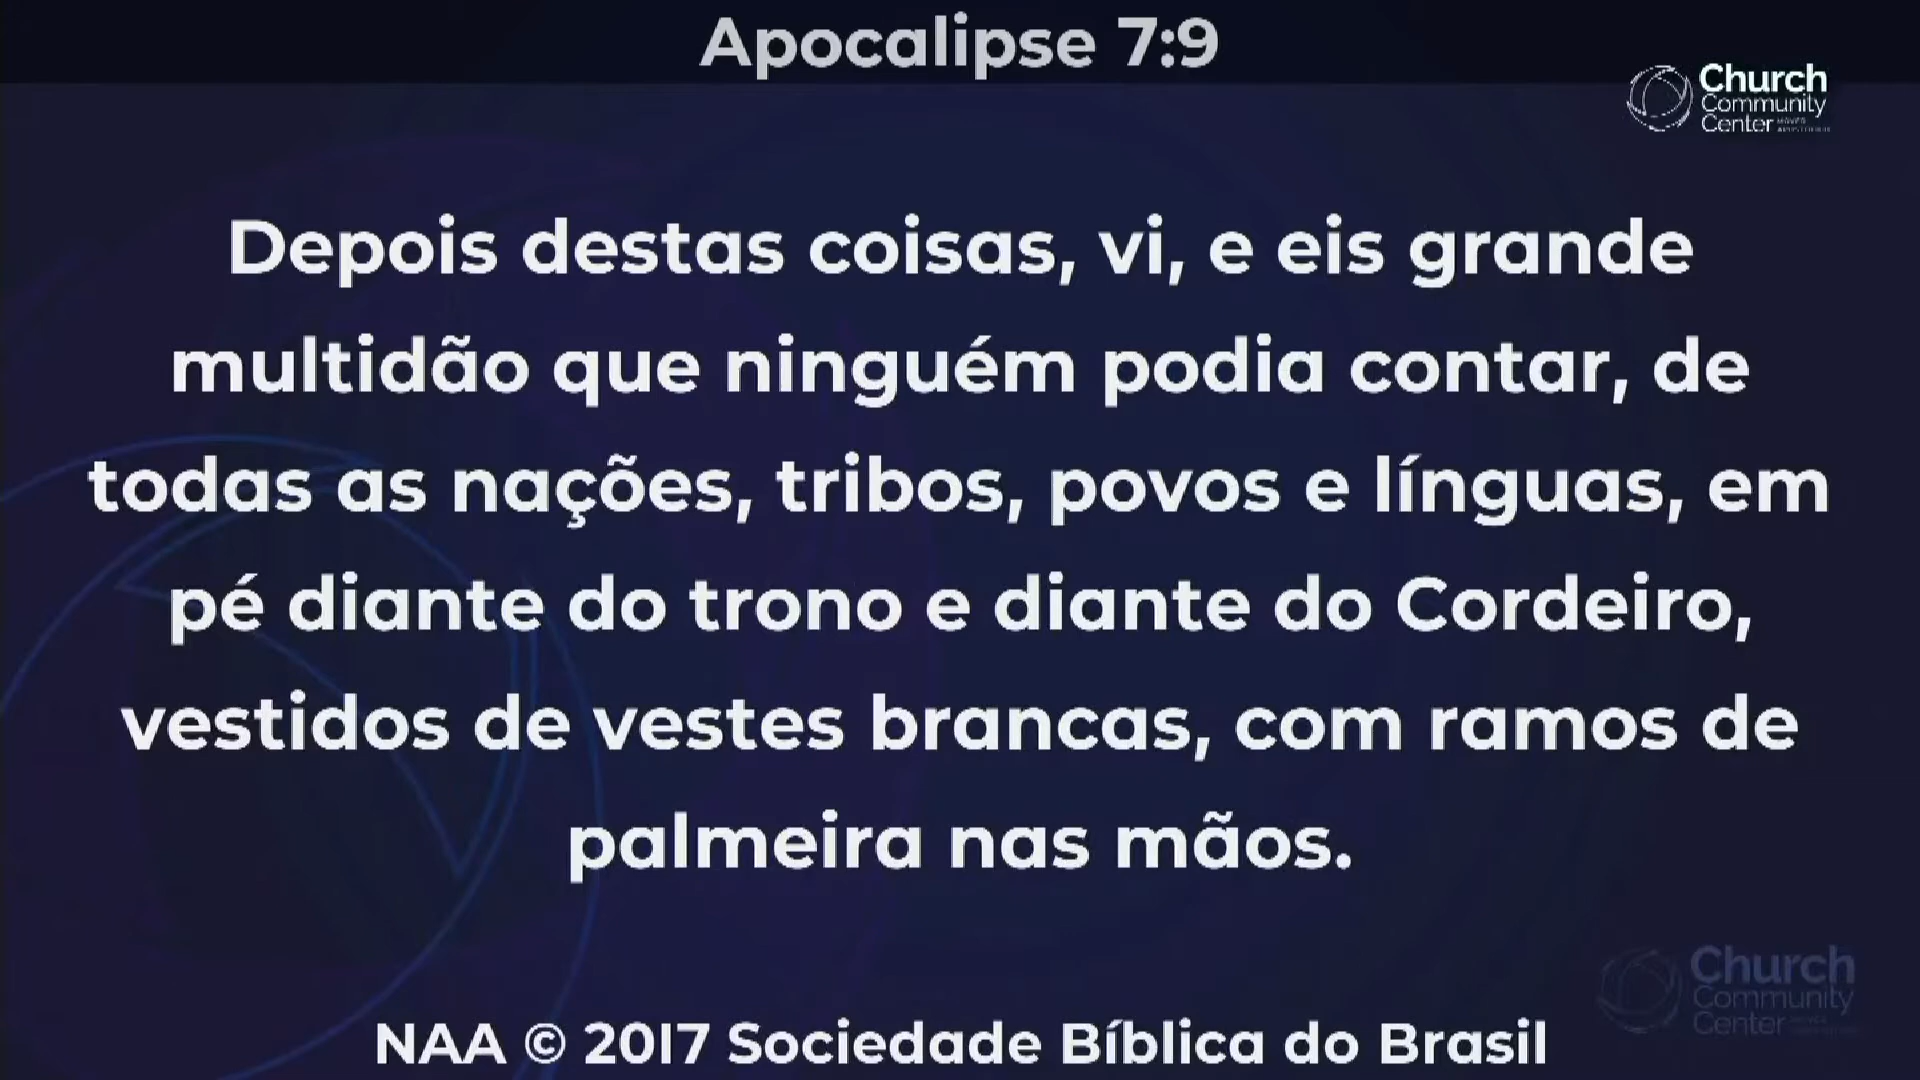 Apocalipse 7:9
Church
Community
Center
Depois destas coisas, vi, e eis grande
multidão que ninguém podia contar, de
todas as nações, tribos, povos e línguas, em
pé diante do trono e diante do Cordeiro,
vestidos de vestes brancas, com ramos de
palmeira nas mãos.
Church
Community
Center
NAA © 2017 Sociedade Bíblica do Brasil